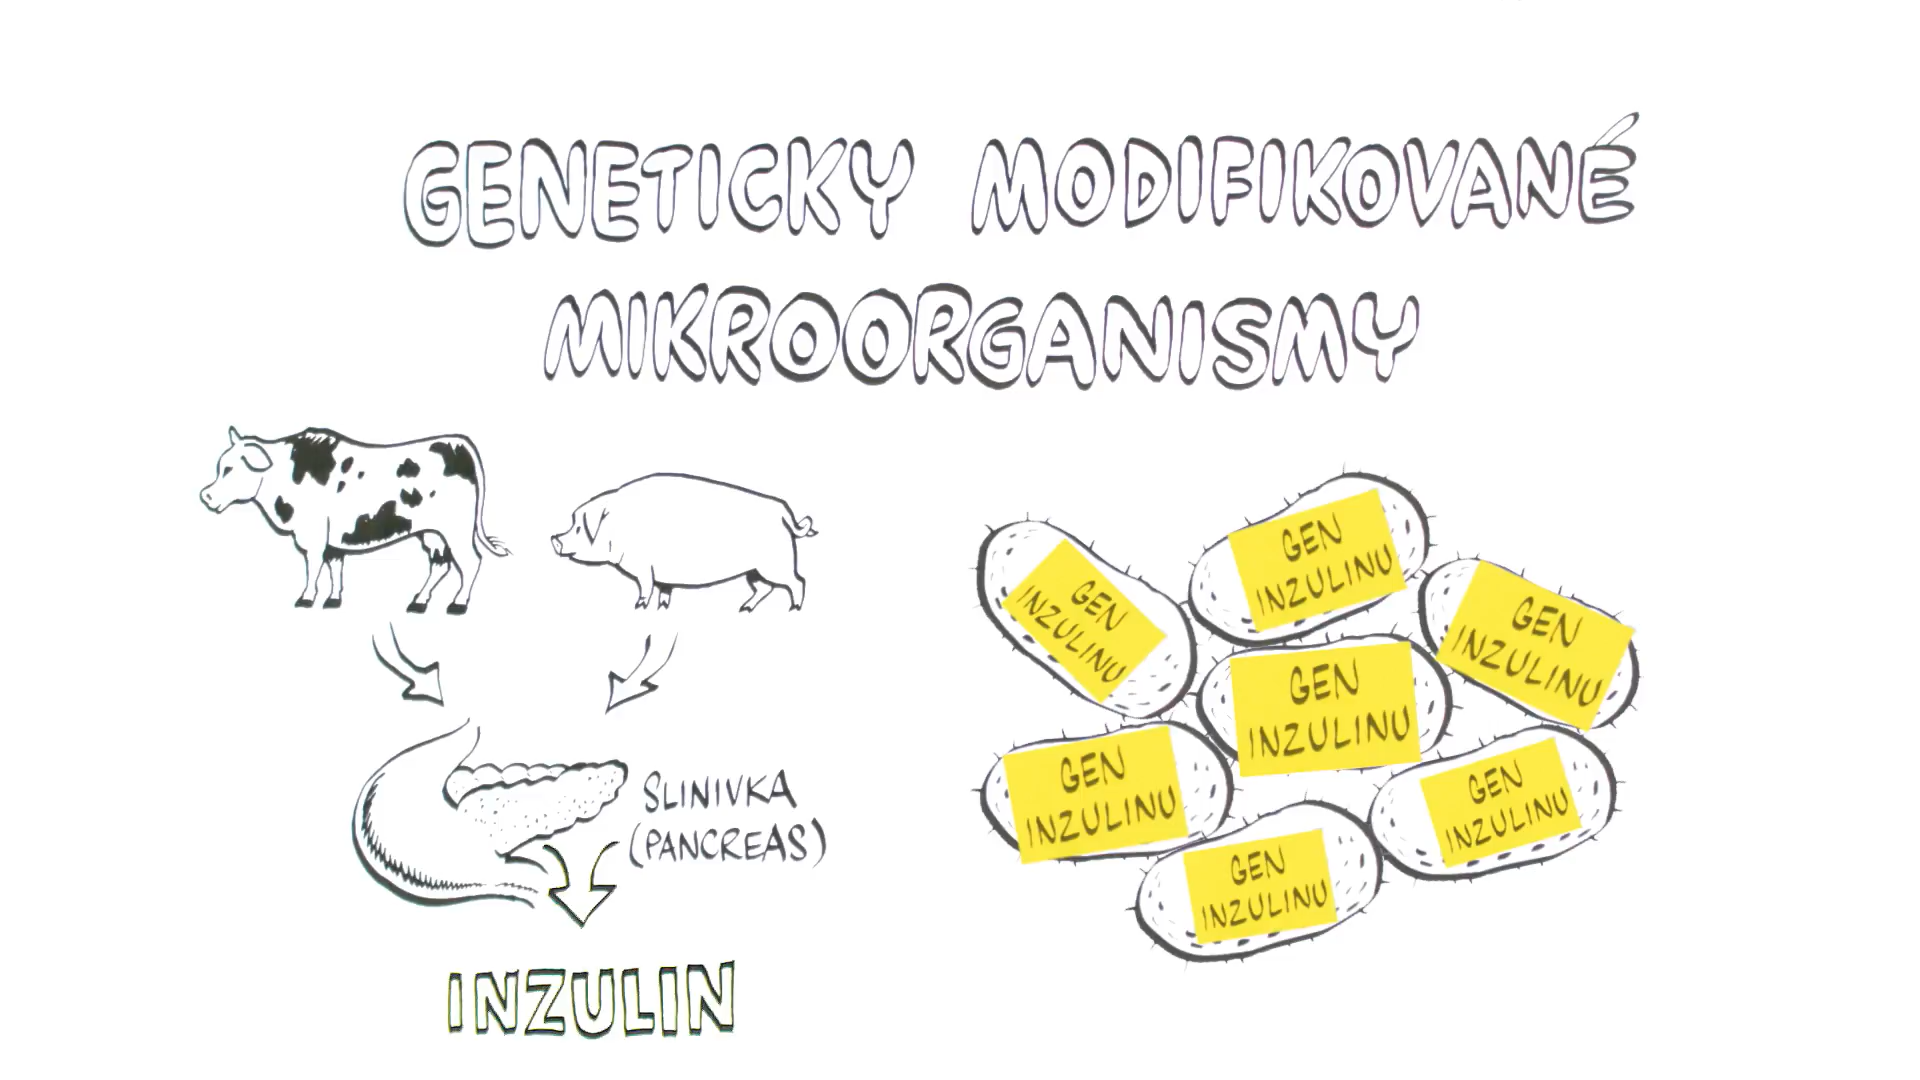 GENETICKY MODIFIKOVANÉ
MIKROORGANISMY
SLINIVKA
(PANCREAS)
INZULIN
GEN
INZULINU
GEN
INZULINU
GEN
INZULINU
GEN
INZULINU
GEN
INZULINU
GEN
INZULINU
GEN
INZULINU